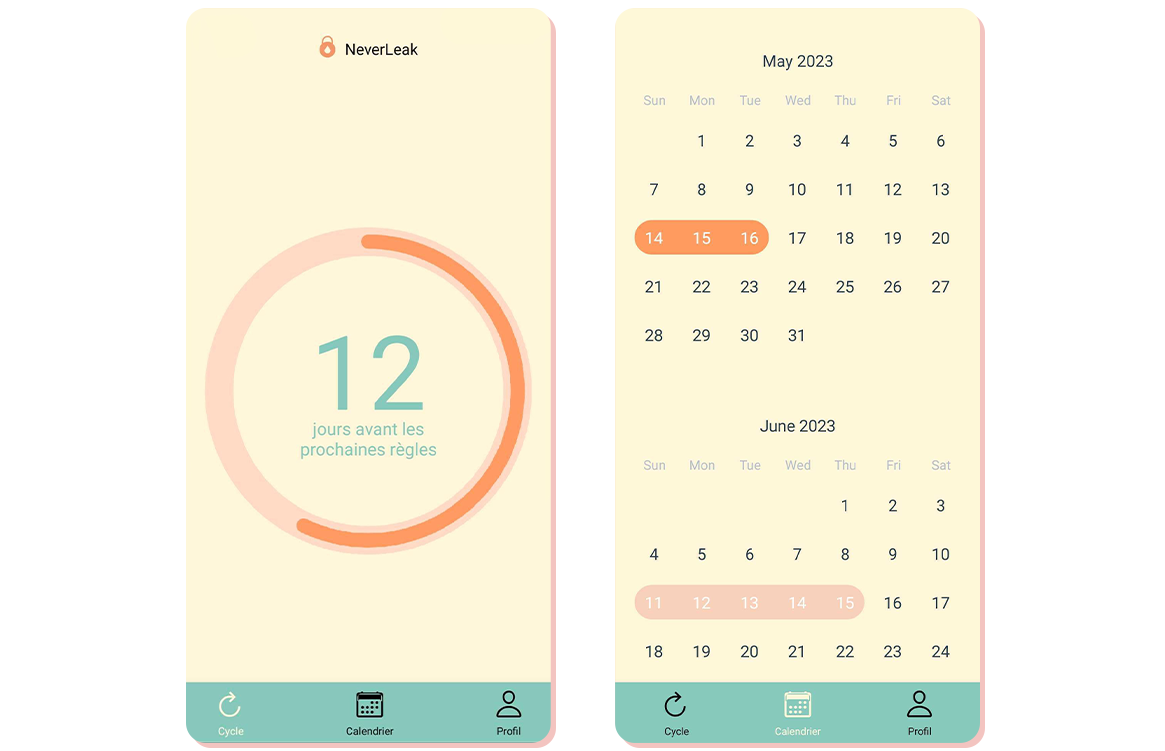 NeverLeak
12
jours avant les
prochaines règles
Cycle Calendrier Profil
May 2023
Sun Mon Tue Wed Thu Fri Sat
1 2 3 4 5 6
7 8 9 10 11 12 13
14 15 16 17 18 19 20
21 22 23 24 25 26 27
28 29 30 31
June 2023
Sun Mon Tue Wed Thu Fri Sat
1 2 3
4 5 6 7 8 9 10
11 12 13 14 15 16 17
18 19 20 21 22 23 24
Cycle Calendrier Profil